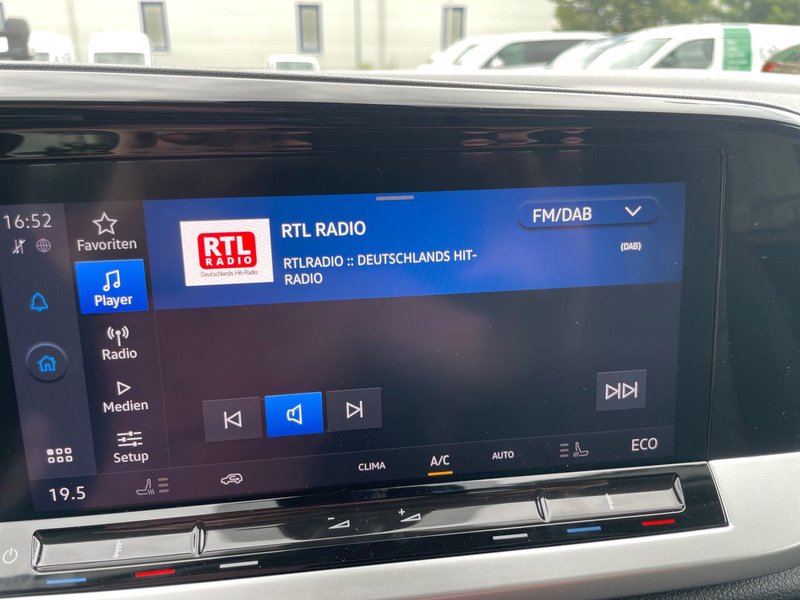 16:52
Favoriten
Player
Radio
Medien
Setup
RTL
RADIO
Deutschlands Hit-Radio
RTL RADIO
RTLRADIO :: DEUTSCHLANDS HIT-
RADIO
FM/DAB
(DAB)
19.5
CLIMA
A/C
AUTO
ECO
- +